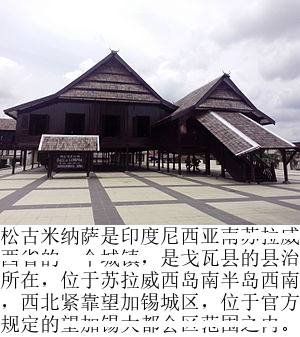 MUSEUM
BALLA LOMPOA
松古米纳萨是印度尼西亚南苏拉威
西省的一个城镇，是戈瓦县的县治
所在，位于苏拉威西岛南半岛西南
，西北紧靠望加锡城区，位于官方
规定的望加锡大都会区范围之内。